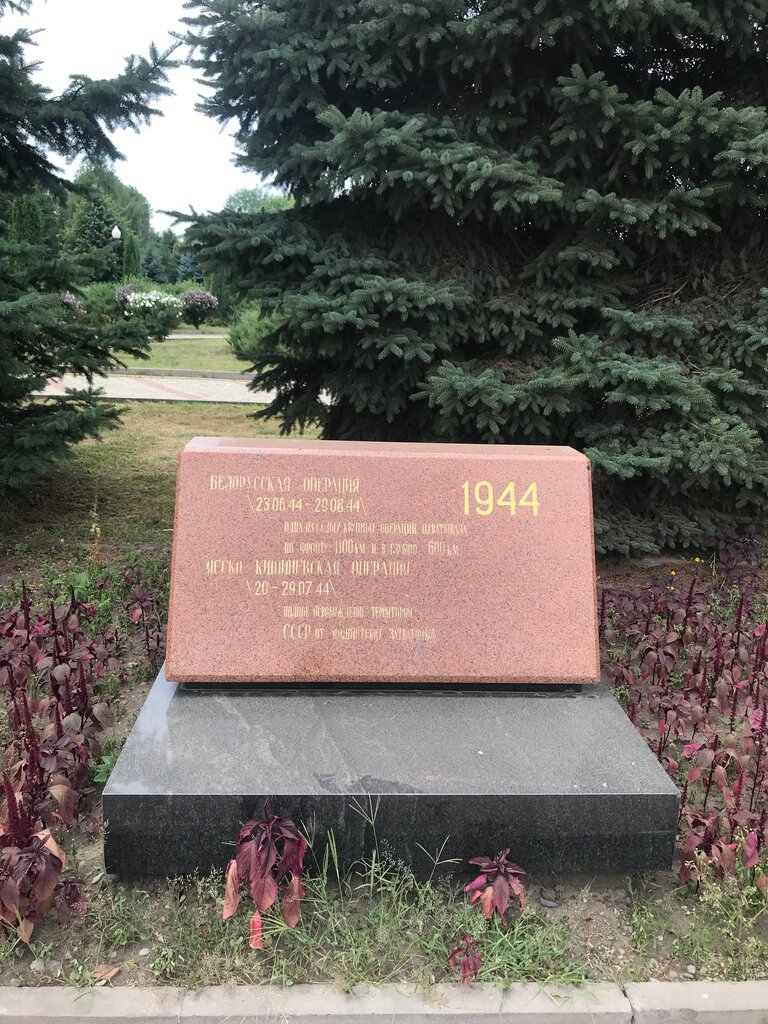 БЕЛОРУССКАЯ ОПЕРАЦИЯ
1944
\23.06.44 - 29.08.44\
ОДНА ИЗ САМЫХ КРУПНЫХ ОПЕРАЦИЙ ОХВАТЫВАЛА
ПО ФРОНТУ 1100 КМ И В ГЛУБИНУ 600 КМ
ЯССКО-КИШИНЕВСКАЯ ОПЕРАЦИЯ
\20 - 29.07.44\
ПОЛНОЕ ОСВОБОЖДЕНИЕ ТЕРРИТОРИИ
СССР ОТ ФАШИСТСКИХ ЗАХВАТЧИКОВ